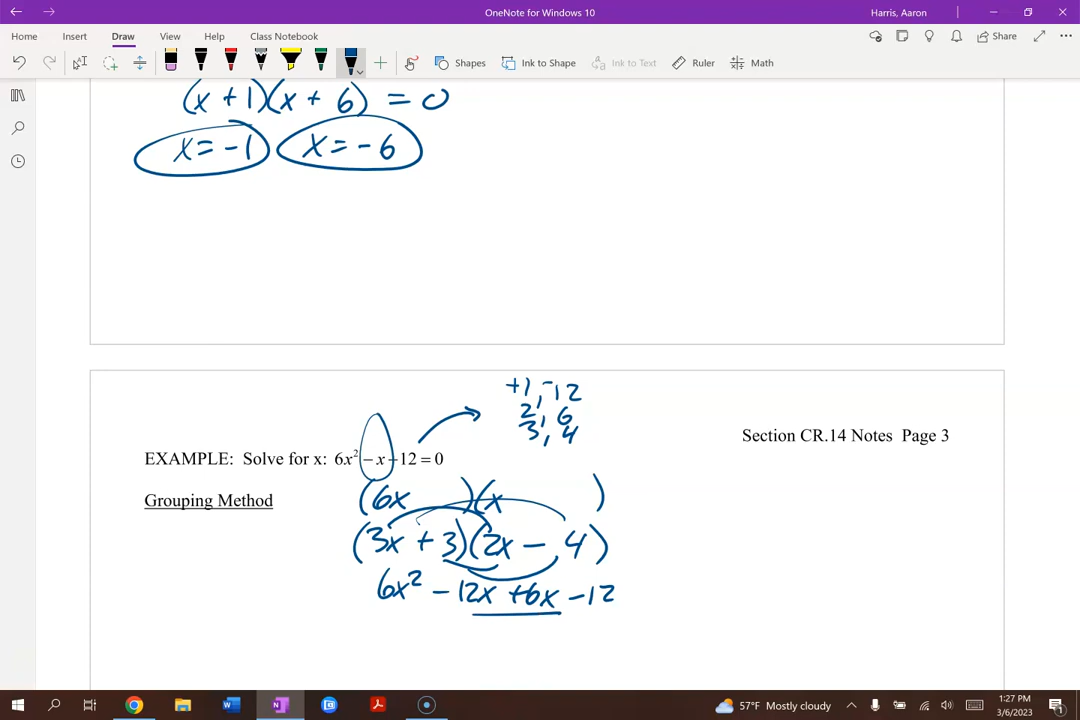 OneNote for Windows 10
Harris, Aaron
Home Insert Draw View Help Class Notebook
Share
Shapes Ink to Shape Ink to Text Ruler Math
(x + 1)(x + 6) = 0
x = -1 x = -6
+1, -12
2, 6
3, 4
Section CR.14 Notes Page 3
EXAMPLE: Solve for x: 6x² - x - 12 = 0
Grouping Method
(6x )(x )
(3x + 3)(2x - 4)
6x² - 12x + 6x - 12
57°F Mostly cloudy
1:27 PM
3/6/2023